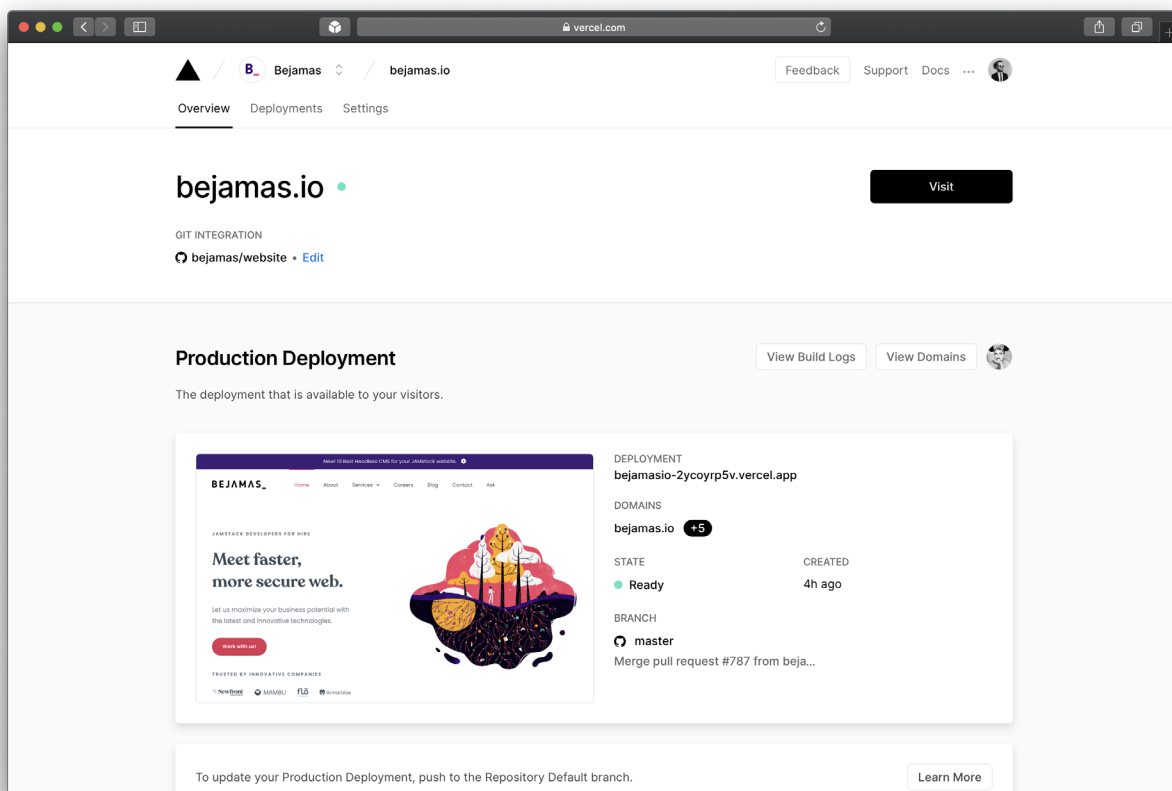 vercel.com
B_ Bejamas bejamas.io Feedback Support Docs ...
Overview Deployments Settings
bejamas.io
Visit
GIT INTEGRATION
bejamas/website • Edit
Production Deployment
View Build Logs View Domains
The deployment that is available to your visitors.
New! 10 Best Headless CMS for your JAMstack website.
BEJAMAS_ Home About Services Careers Blog Contact Ask
JAMSTACK DEVELOPERS FOR HIRE
Meet faster,
more secure web.
Let us maximize your business potential with
the latest and innovative technologies.
Work with us!
TRUSTED BY INNOVATIVE COMPANIES
Newfront MAMBU flō Armorblox
DEPLOYMENT
bejamasio-2ycoyrp5v.vercel.app
DOMAINS
bejamas.io +5
STATE CREATED
Ready 4h ago
BRANCH
master
Merge pull request #787 from beja...
To update your Production Deployment, push to the Repository Default branch.
Learn More